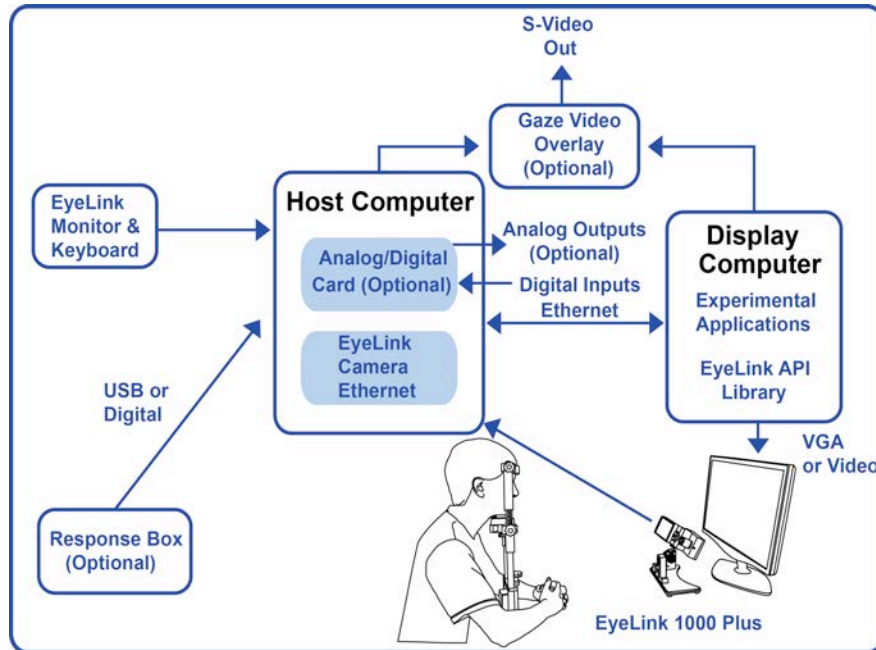 S-Video
Out
Gaze Video
Overlay
(Optional)
EyeLink
Monitor &
Keyboard
Host Computer
Analog/Digital
Card (Optional)
EyeLink
Camera
Ethernet
Analog Outputs
(Optional)
Digital Inputs
Ethernet
Display
Computer
Experimental
Applications
EyeLink API
Library
USB or
Digital
VGA
or Video
Response Box
(Optional)
EyeLink 1000 Plus